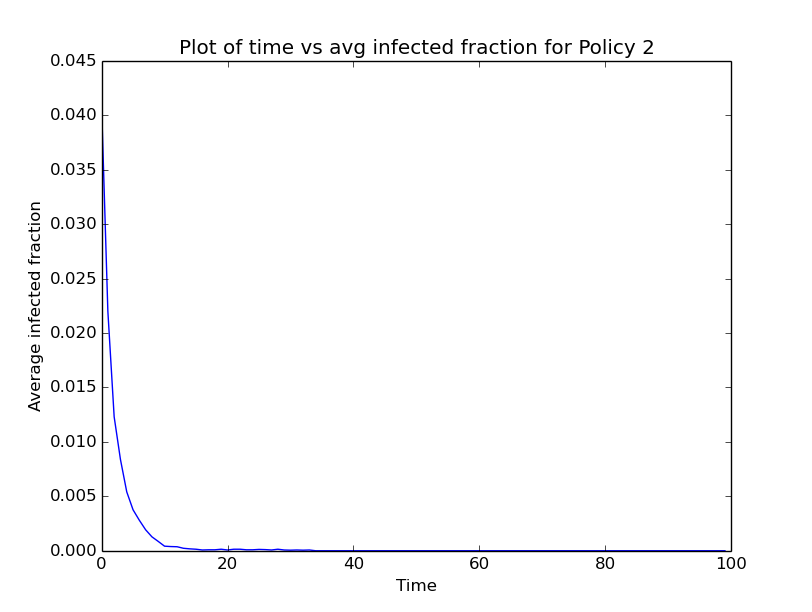 Plot of time vs avg infected fraction for Policy 2
0.045
0.040
0.035
0.030
0.025
0.020
0.015
0.010
0.005
0.000
Average infected fraction
0 20 40 60 80 100
Time